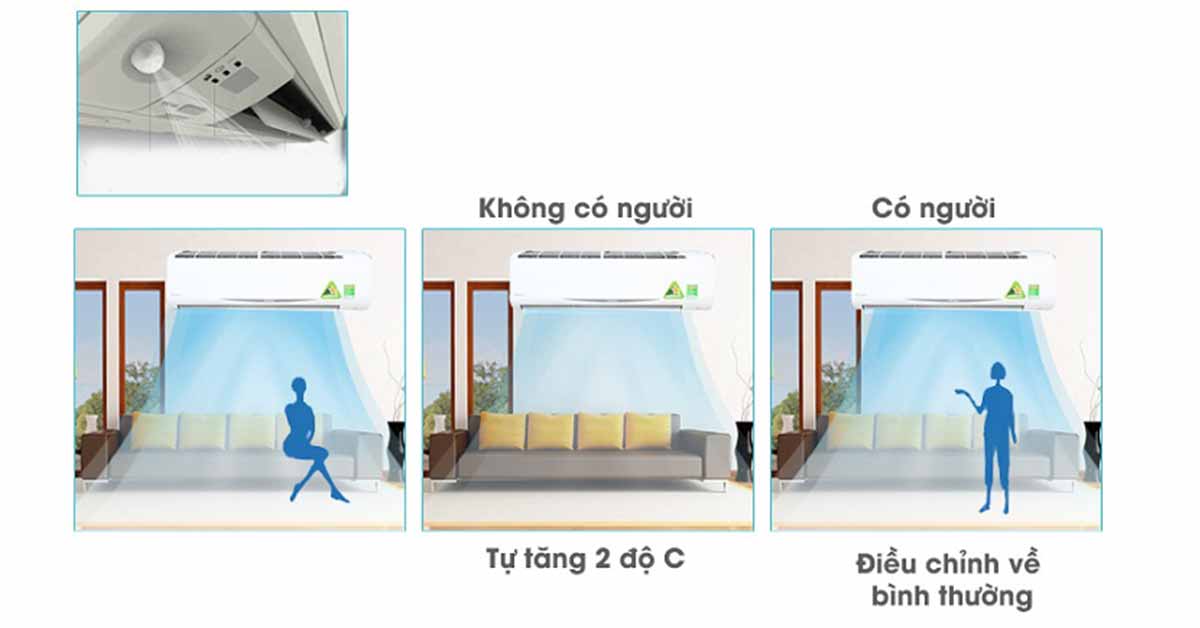 Không có người
Có người
Tự tăng 2 độ C
Điều chỉnh về
bình thường